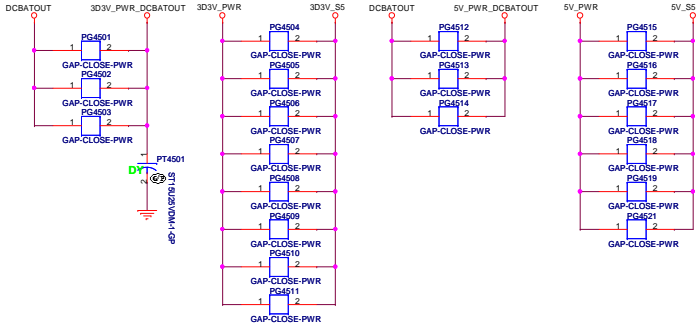 DCBATOUT 3D3V_PWR_DCBATOUT
PG4501
1 2
GAP-CLOSE-PWR
PG4502
1 2
GAP-CLOSE-PWR
PG4503
1 2
GAP-CLOSE-PWR
1
PT4501
DY
2
ST15U25VDM-1-GP
3D3V_PWR 3D3V_S5
PG4504
1 2
GAP-CLOSE-PWR
PG4505
1 2
GAP-CLOSE-PWR
PG4506
1 2
GAP-CLOSE-PWR
PG4507
1 2
GAP-CLOSE-PWR
PG4508
1 2
GAP-CLOSE-PWR
PG4509
1 2
GAP-CLOSE-PWR
PG4510
1 2
GAP-CLOSE-PWR
PG4511
1 2
GAP-CLOSE-PWR
DCBATOUT 5V_PWR_DCBATOUT
PG4512
1 2
GAP-CLOSE-PWR
PG4513
1 2
GAP-CLOSE-PWR
PG4514
1 2
GAP-CLOSE-PWR
5V_PWR 5V_S5
PG4515
1 2
GAP-CLOSE-PWR
PG4516
1 2
GAP-CLOSE-PWR
PG4517
1 2
GAP-CLOSE-PWR
PG4518
1 2
GAP-CLOSE-PWR
PG4519
1 2
GAP-CLOSE-PWR
PG4521
1 2
GAP-CLOSE-PWR